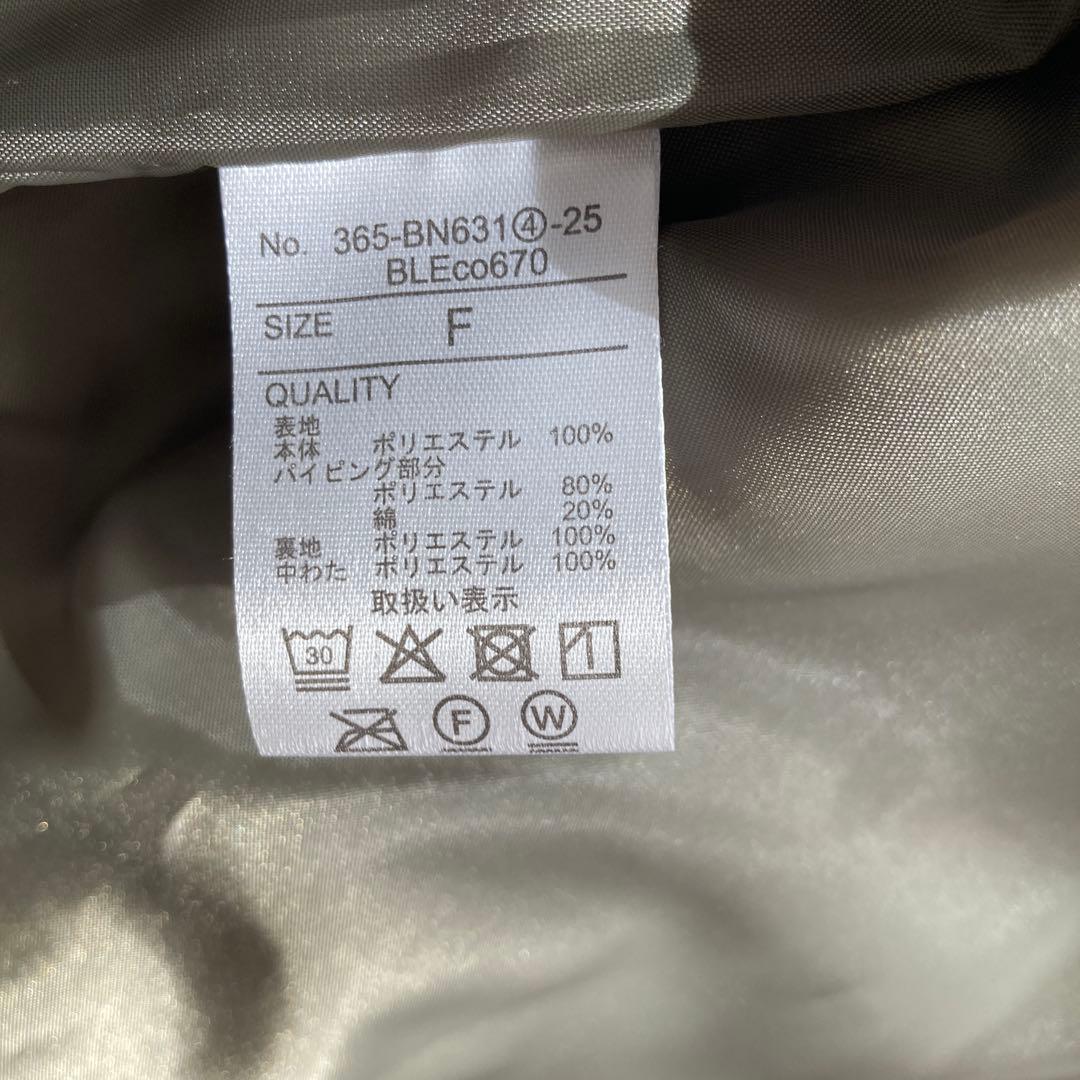 No. 365-BN631④-25
BLEco670
SIZE F
QUALITY
表地
本体 ポリエステル 100%
パイピング部分
ポリエステル 80%
綿 20%
裏地 ポリエステル 100%
中わた ポリエステル 100%
取扱い表示
30
F W